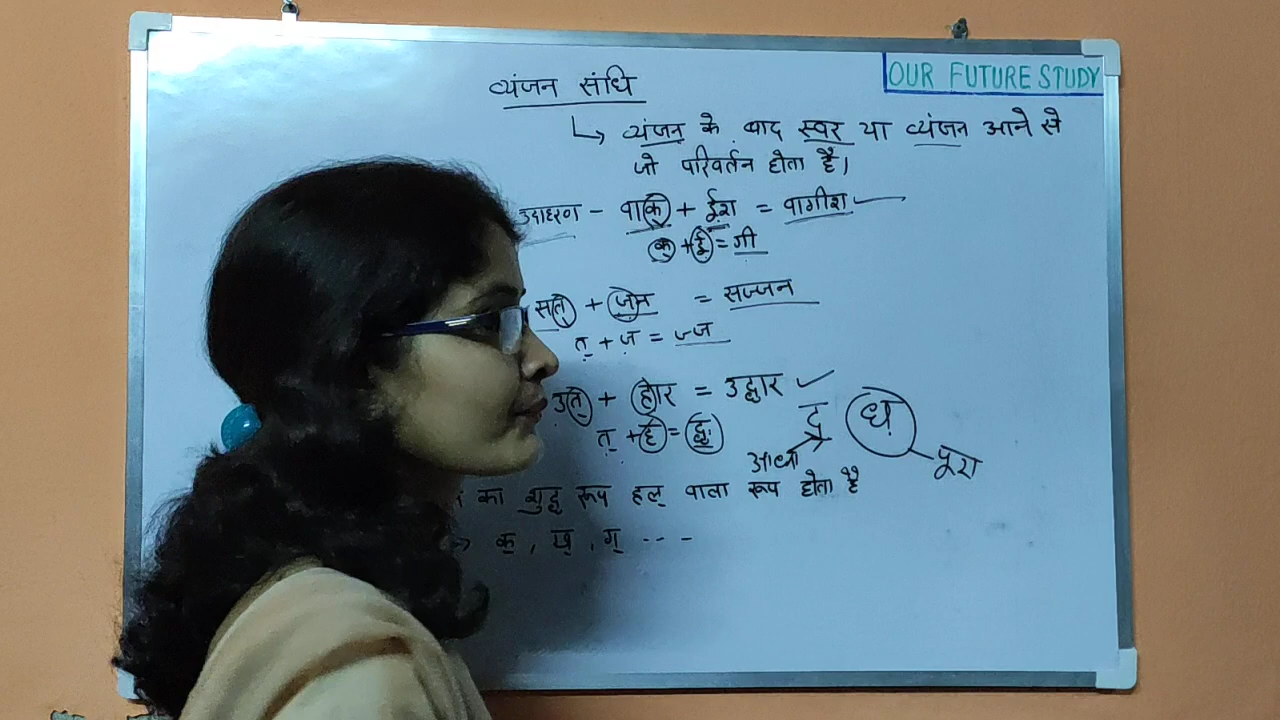 व्यंजन संधि
OUR FUTURE STUDY
↳ व्यंजन के बाद स्वर या व्यंजन आने से
जो परिवर्तन होता है।
उदाहरण - वाक् + ईश = वागीश
क् + ई = गी
सत् + जन = सज्जन
त् + ज = ज्ज
उत् + हार = उद्धार
त् + ह = द्ध
द् ध
आधा पूरा
का शुद्ध रूप हल् वाला रूप होता है
→ क्, ख्, ग् ---